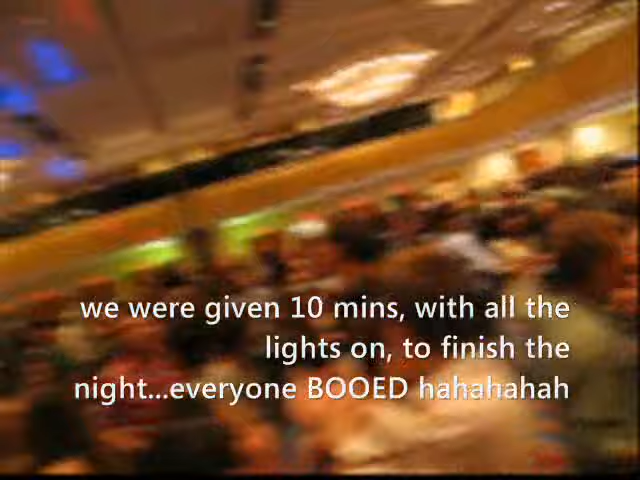 we were given 10 mins, with all the
lights on, to finish the
night...everyone BOOED hahahahah